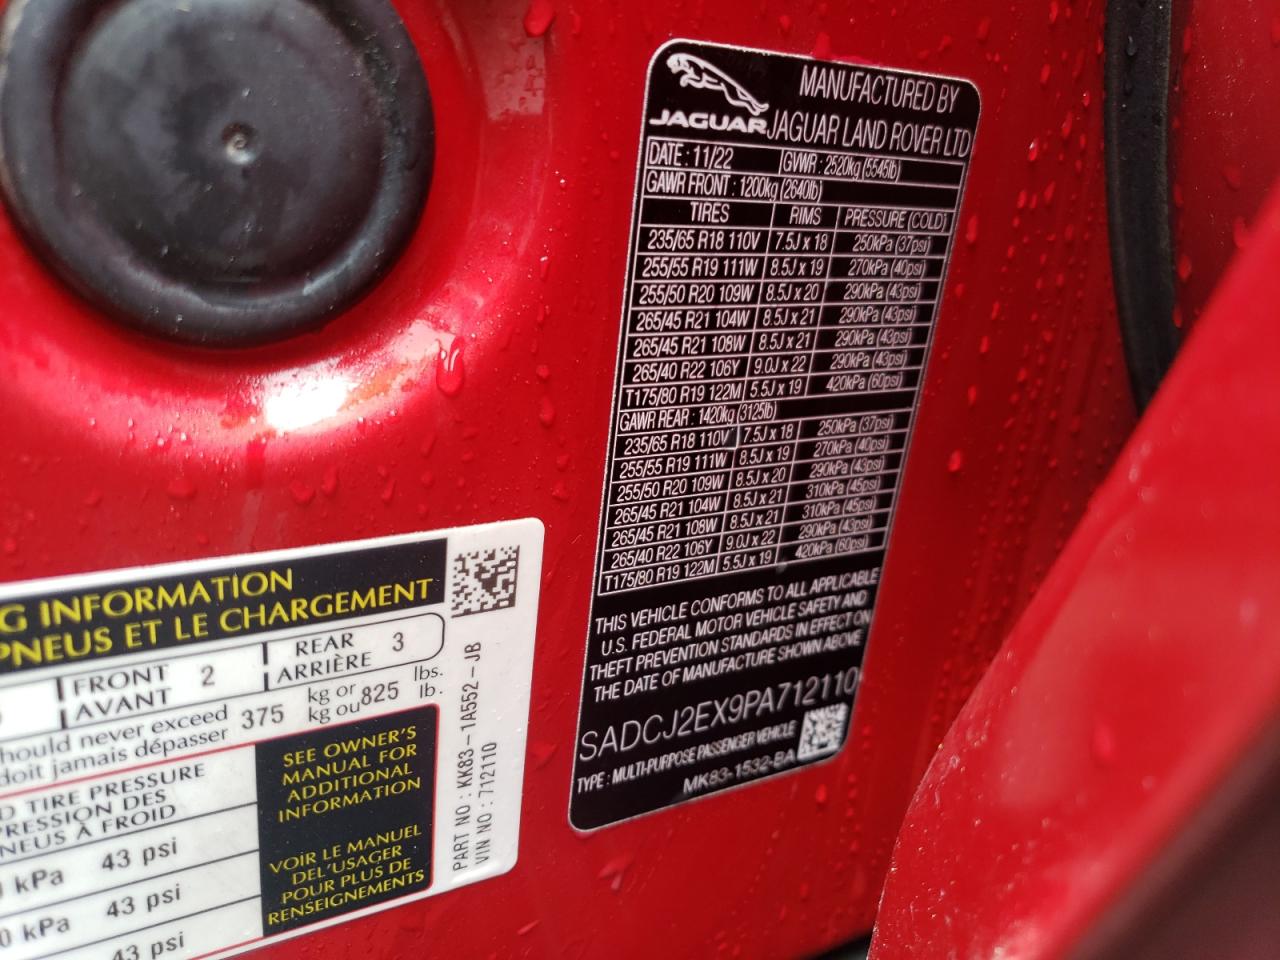 JAGUAR
MANUFACTURED BY
JAGUAR LAND ROVER LTD
DATE : 11/22 GVWR : 2520kg (5545lb)
GAWR FRONT : 1200kg (2640lb)
TIRES RIMS PRESSURE (COLD)
235/65 R18 110V 7.5J x 18 250kPa (37psi)
255/55 R19 111W 8.5J x 19 270kPa (40psi)
255/50 R20 109W 8.5J x 20 290kPa (43psi)
265/45 R21 104W 8.5J x 21 290kPa (43psi)
265/45 R21 108W 8.5J x 21 290kPa (43psi)
265/40 R22 106Y 9.0J x 22 290kPa (43psi)
T175/80 R19 122M 5.5J x 19 420kPa (60psi)
GAWR REAR : 1420kg (3125lb)
235/65 R18 110V 7.5J x 18 250kPa (37psi)
255/55 R19 111W 8.5J x 19 270kPa (40psi)
255/50 R20 109W 8.5J x 20 290kPa (43psi)
265/45 R21 104W 8.5J x 21 310kPa (45psi)
265/45 R21 108W 8.5J x 21 310kPa (45psi)
265/40 R22 106Y 9.0J x 22 290kPa (43psi)
T175/80 R19 122M 5.5J x 19 420kPa (60psi)
THIS VEHICLE CONFORMS TO ALL APPLICABLE
U.S. FEDERAL MOTOR VEHICLE SAFETY AND
THEFT PREVENTION STANDARDS IN EFFECT ON
THE DATE OF MANUFACTURE SHOWN ABOVE
SADCJ2EX9PA712110
TYPE : MULTI-PURPOSE PASSENGER VEHICLE
MK83-1532-BA
G INFORMATION
PNEUS ET LE CHARGEMENT
FRONT 2 REAR 3
AVANT ARRIÈRE
hould never exceed 375 kg or 825 lbs.
doit jamais dépasser kg ou lb.
D TIRE PRESSURE
PRESSION DES
NEUS À FROID
kPa 43 psi
0 kPa 43 psi
43 psi
SEE OWNER'S
MANUAL FOR
ADDITIONAL
INFORMATION
VOIR LE MANUEL
DEL'USAGER
POUR PLUS DE
RENSEIGNEMENTS
PART NO : KK83-1A552-JB
VIN NO : 712110